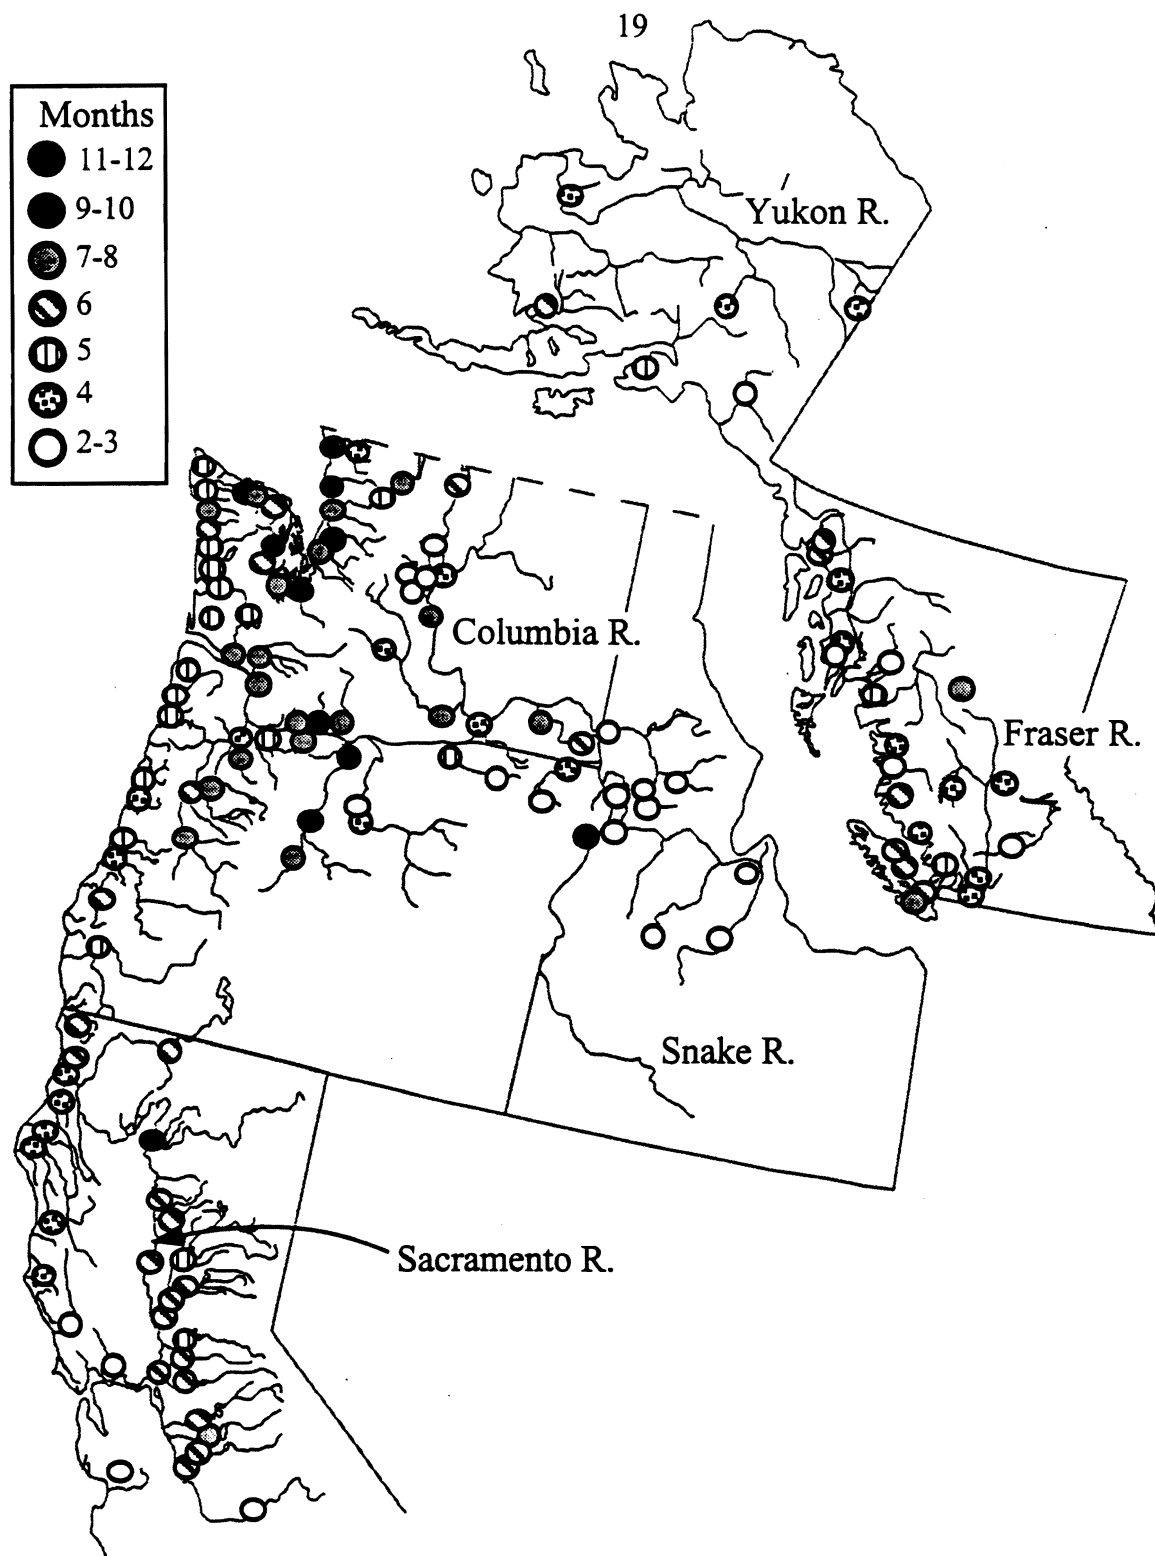 19
Months
11-12
9-10
7-8
6
5
4
2-3
Yukon R.
Columbia R.
Fraser R.
Snake R.
Sacramento R.